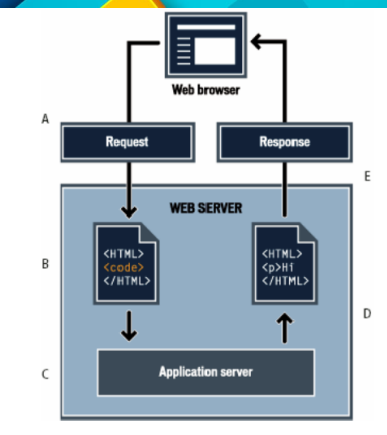 Web browser
A
Request
Response
E
WEB SERVER
B
<HTML>
<code>
</HTML>
<HTML>
<p>Hi
</HTML>
D
C
Application server